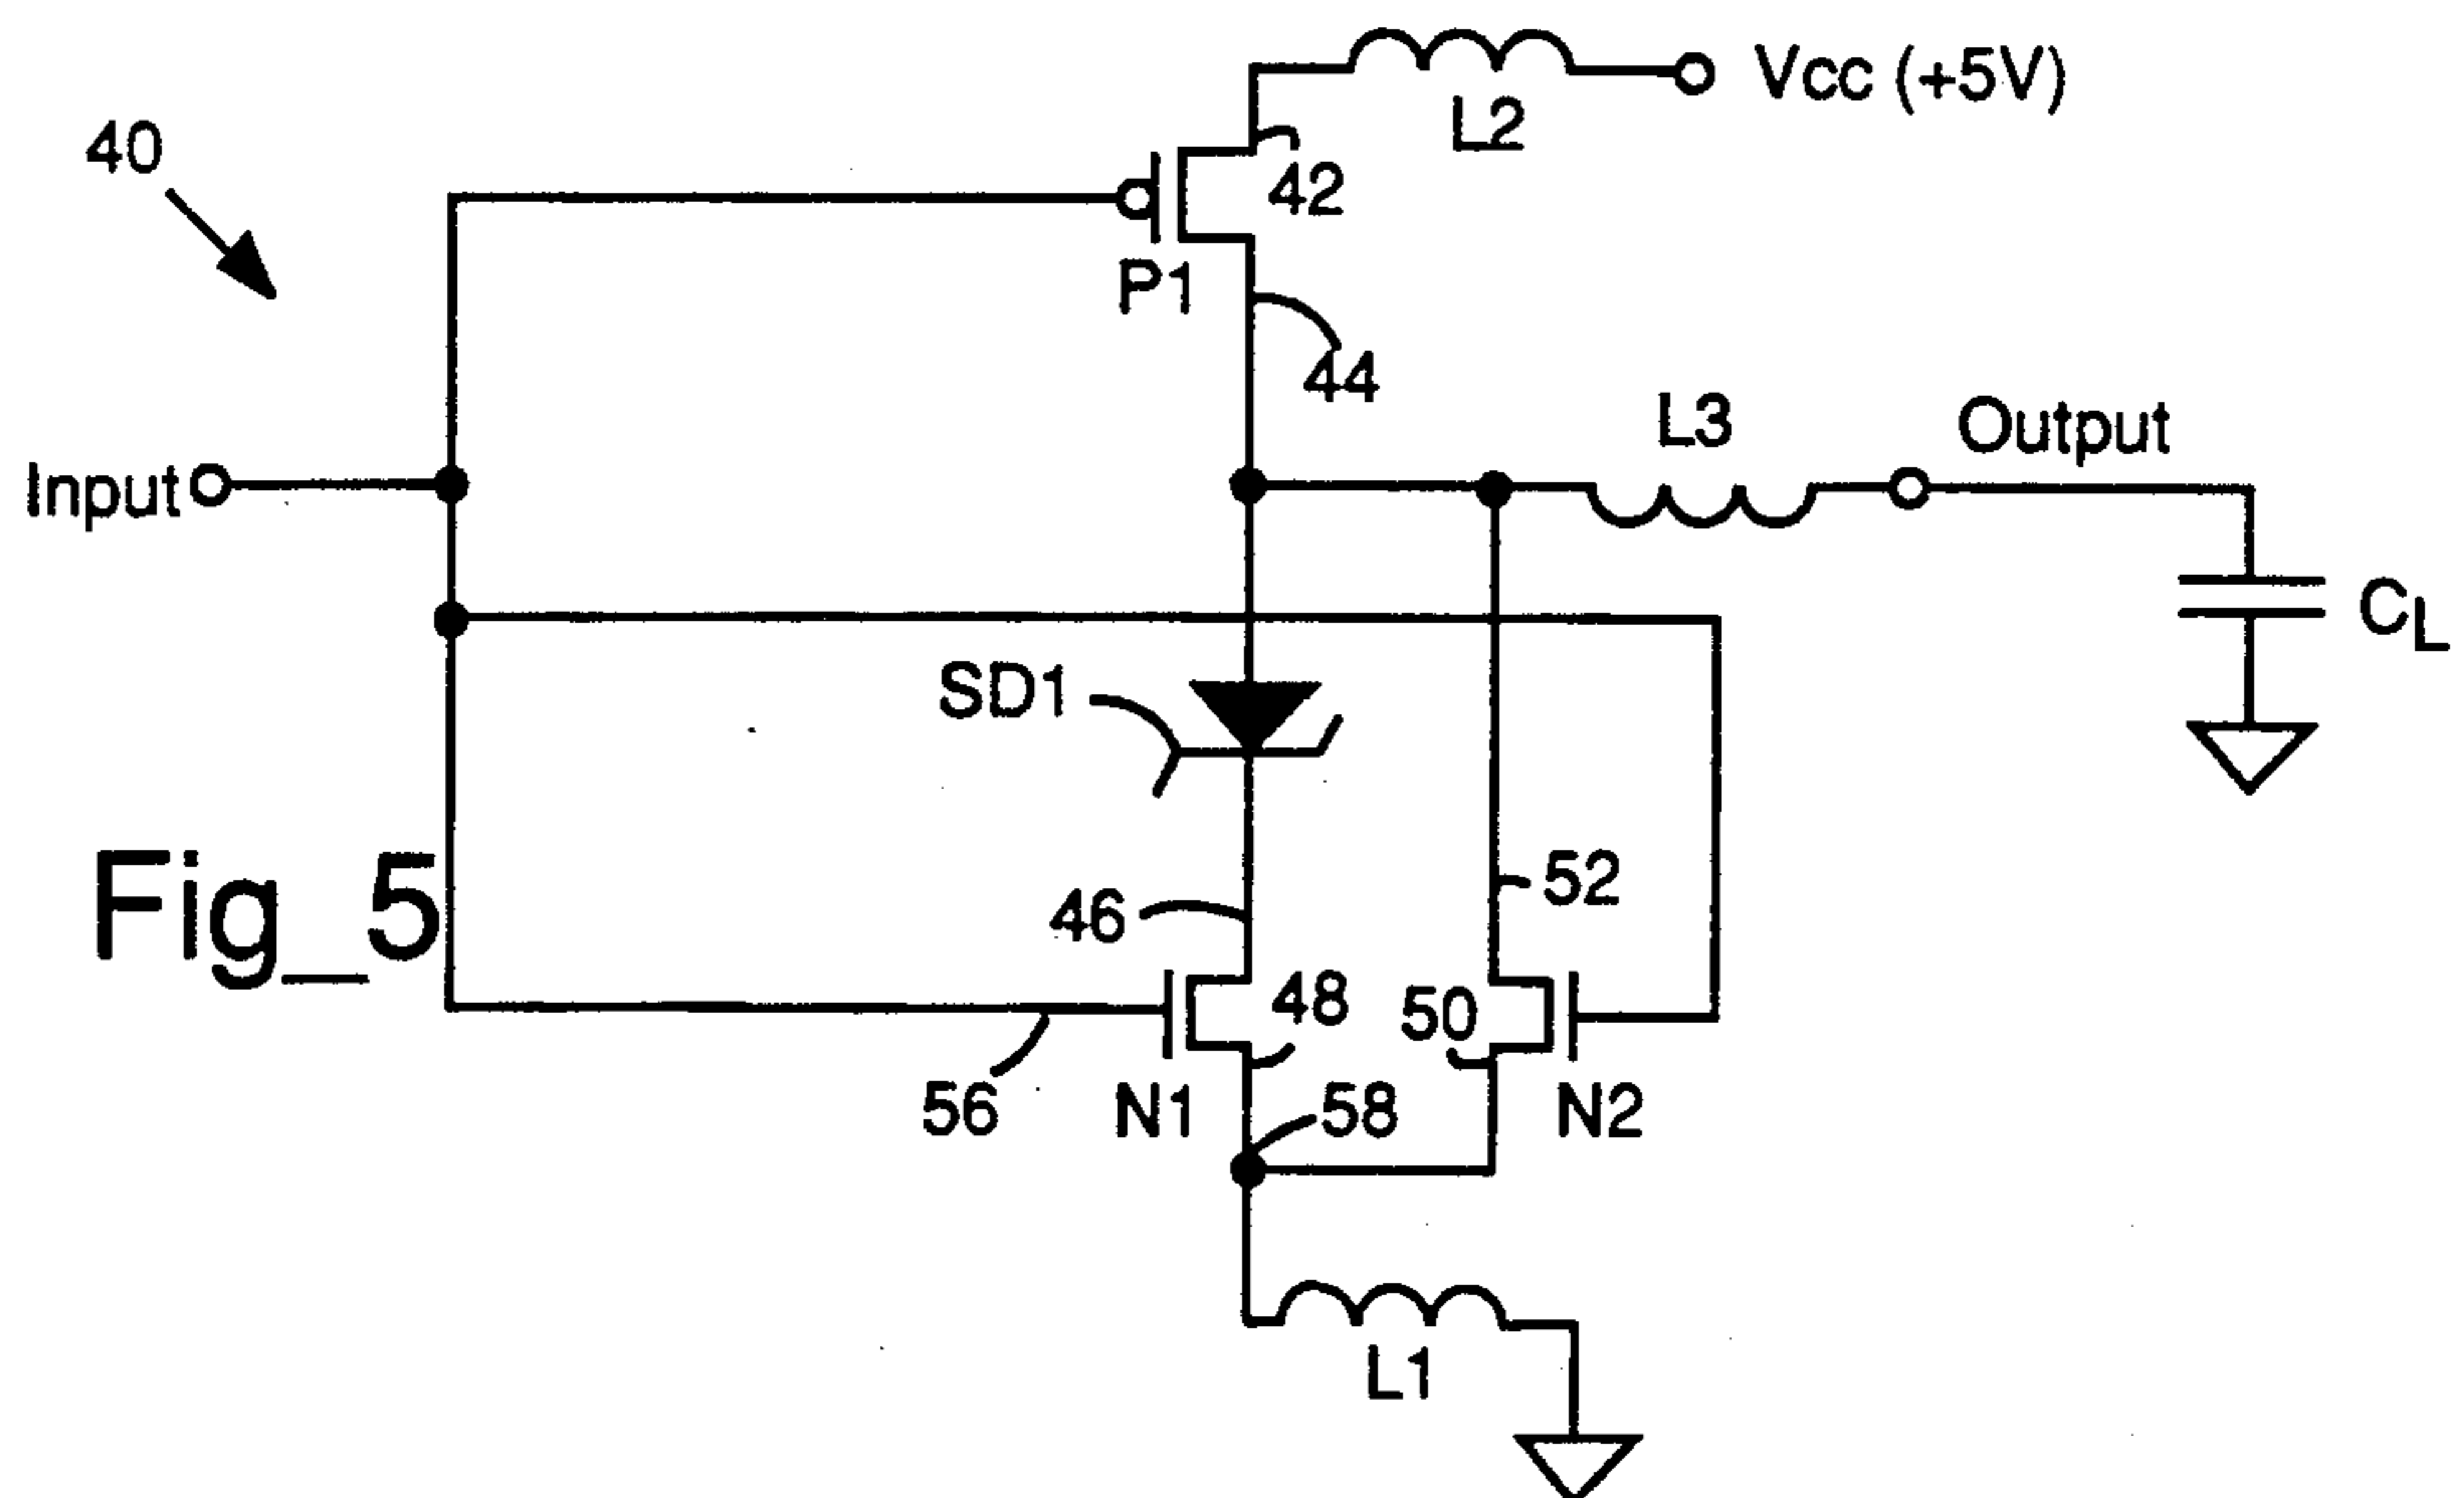 Vcc (+5V)
L2
40
42
P1
44
L3
Output
Input
CL
SD1
Fig_5
52
46
48
50
56
N1
58
N2
L1